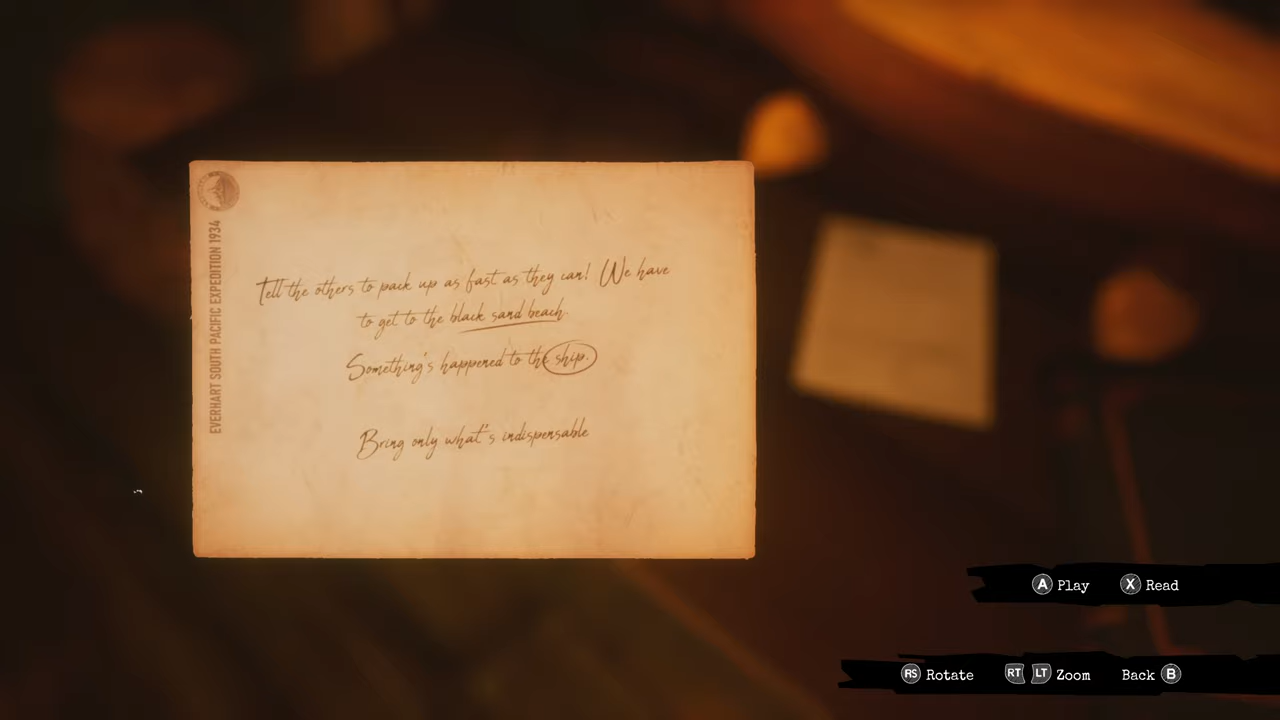 EVERHART SOUTH PACIFIC EXPEDITION 1934
Tell the others to pack up as fast as they can! We have
to get to the black sand beach.
Something's happened to the ship.
Bring only what's indispensable
A Play X Read
RS Rotate RT LT Zoom Back B